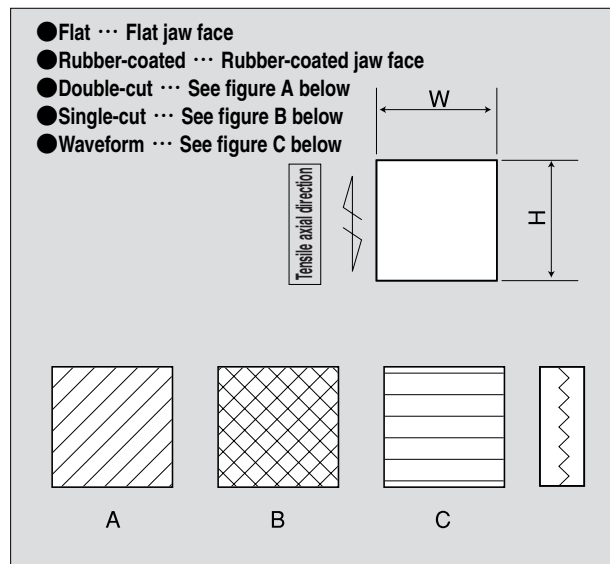 ●Flat ··· Flat jaw face
●Rubber-coated ··· Rubber-coated jaw face
●Double-cut ··· See figure A below
●Single-cut ··· See figure B below
●Waveform ··· See figure C below
W
Tensile axial direction
H
A B C